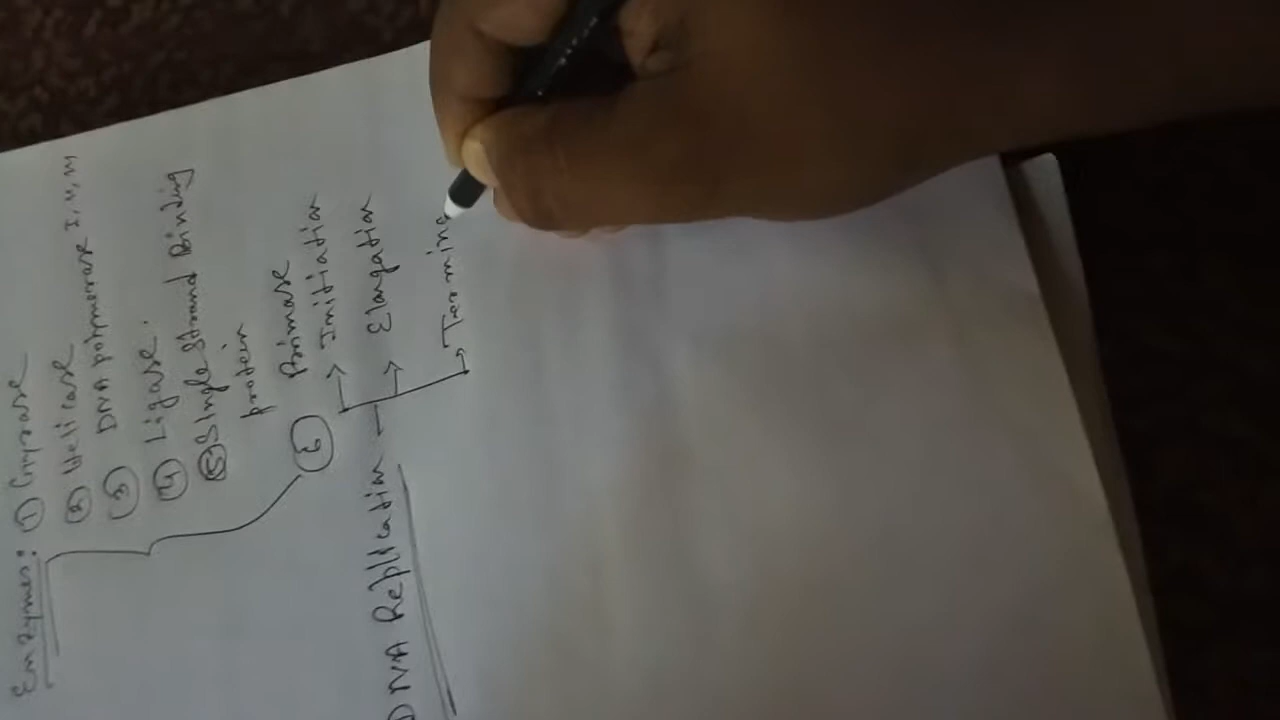 Enzymes: ① Gyrase
② Helicase
③ DNA polymerase I, II, III
④ Ligase.
⑤ Single Strand Binding
protein
⑥ Primase
→ Initiation
DNA Replication → Elongation
→ Termina